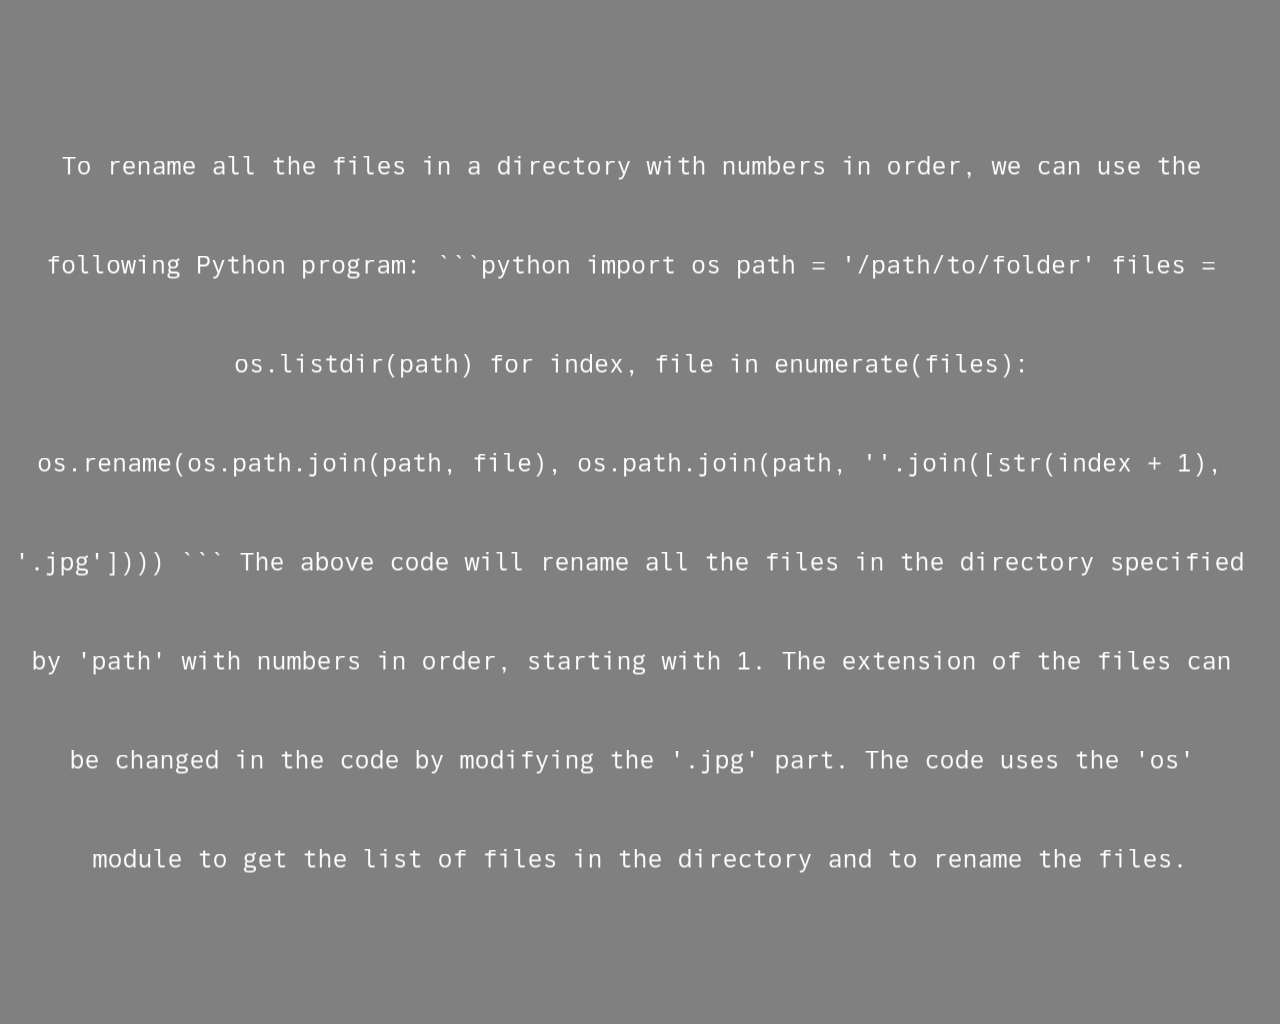 To rename all the files in a directory with numbers in order, we can use the
following Python program: ```python import os path = '/path/to/folder' files =
os.listdir(path) for index, file in enumerate(files):
os.rename(os.path.join(path, file), os.path.join(path, ''.join([str(index + 1),
'.jpg']))) ``` The above code will rename all the files in the directory specified
by 'path' with numbers in order, starting with 1. The extension of the files can
be changed in the code by modifying the '.jpg' part. The code uses the 'os'
module to get the list of files in the directory and to rename the files.